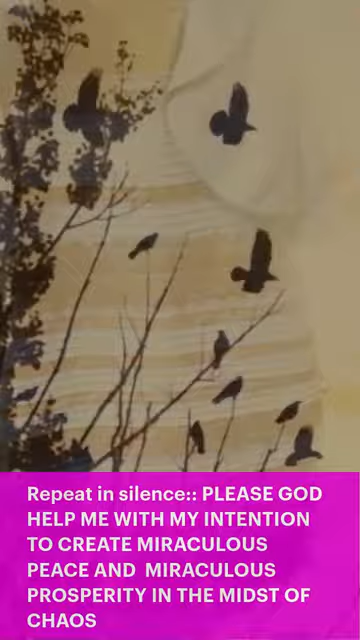 Repeat in silence:: PLEASE GOD
HELP ME WITH MY INTENTION
TO CREATE MIRACULOUS
PEACE AND  MIRACULOUS
PROSPERITY IN THE MIDST OF
CHAOS